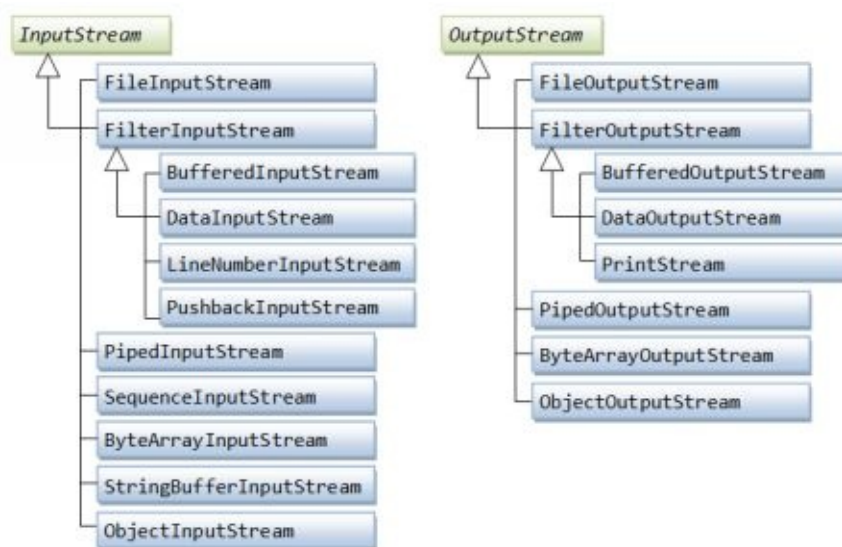 InputStream
FileInputStream
FilterInputStream
BufferedInputStream
DataInputStream
LineNumberInputStream
PushbackInputStream
PipedInputStream
SequenceInputStream
ByteArrayInputStream
StringBufferInputStream
ObjectInputStream
OutputStream
FileOutputStream
FilterOutputStream
BufferedOutputStream
DataOutputStream
PrintStream
PipedOutputStream
ByteArrayOutputStream
ObjectOutputStream